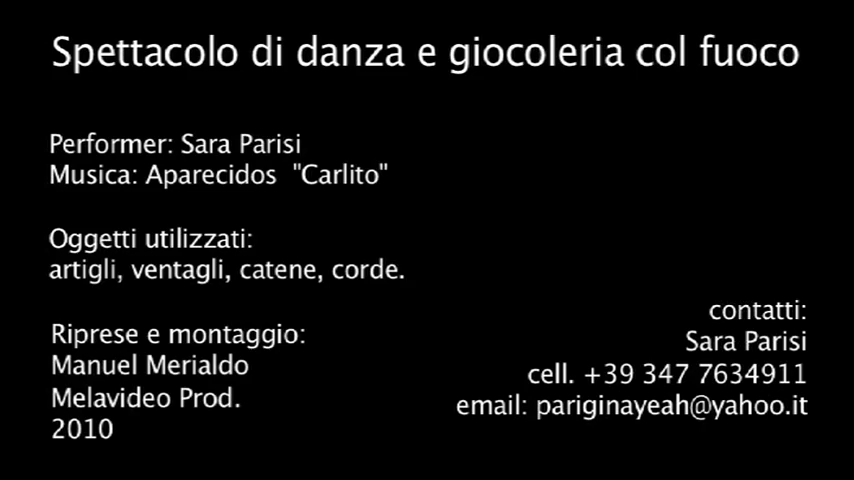 Spettacolo di danza e giocoleria col fuoco
Performer: Sara Parisi
Musica: Aparecidos "Carlito"
Oggetti utilizzati:
artigli, ventagli, catene, corde.
Riprese e montaggio:
Manuel Merialdo
Melavideo Prod.
2010
contatti:
Sara Parisi
cell. +39 347 7634911
email: pariginayeah@yahoo.it